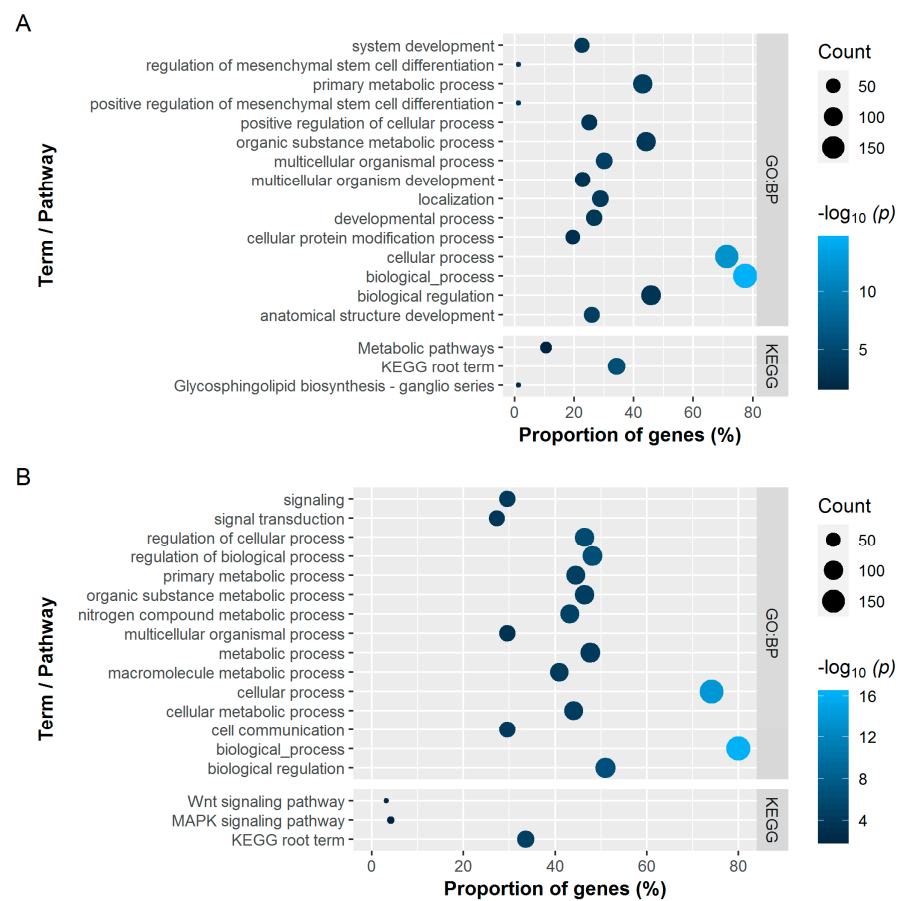 A
Term / Pathway
system development
regulation of mesenchymal stem cell differentiation
primary metabolic process
positive regulation of mesenchymal stem cell differentiation
positive regulation of cellular process
organic substance metabolic process
multicellular organismal process
multicellular organism development
localization
developmental process
cellular protein modification process
cellular process
biological_process
biological regulation
anatomical structure development
GO:BP
Metabolic pathways
KEGG root term
Glycosphingolipid biosynthesis - ganglio series
KEGG
0 20 40 60 80
Proportion of genes (%)
Count
50
100
150
-log10 (p)
10
5
B
Term / Pathway
signaling
signal transduction
regulation of cellular process
regulation of biological process
primary metabolic process
organic substance metabolic process
nitrogen compound metabolic process
multicellular organismal process
metabolic process
macromolecule metabolic process
cellular process
cellular metabolic process
cell communication
biological_process
biological regulation
GO:BP
Wnt signaling pathway
MAPK signaling pathway
KEGG root term
KEGG
0 20 40 60 80
Proportion of genes (%)
Count
50
100
150
-log10 (p)
16
12
8
4